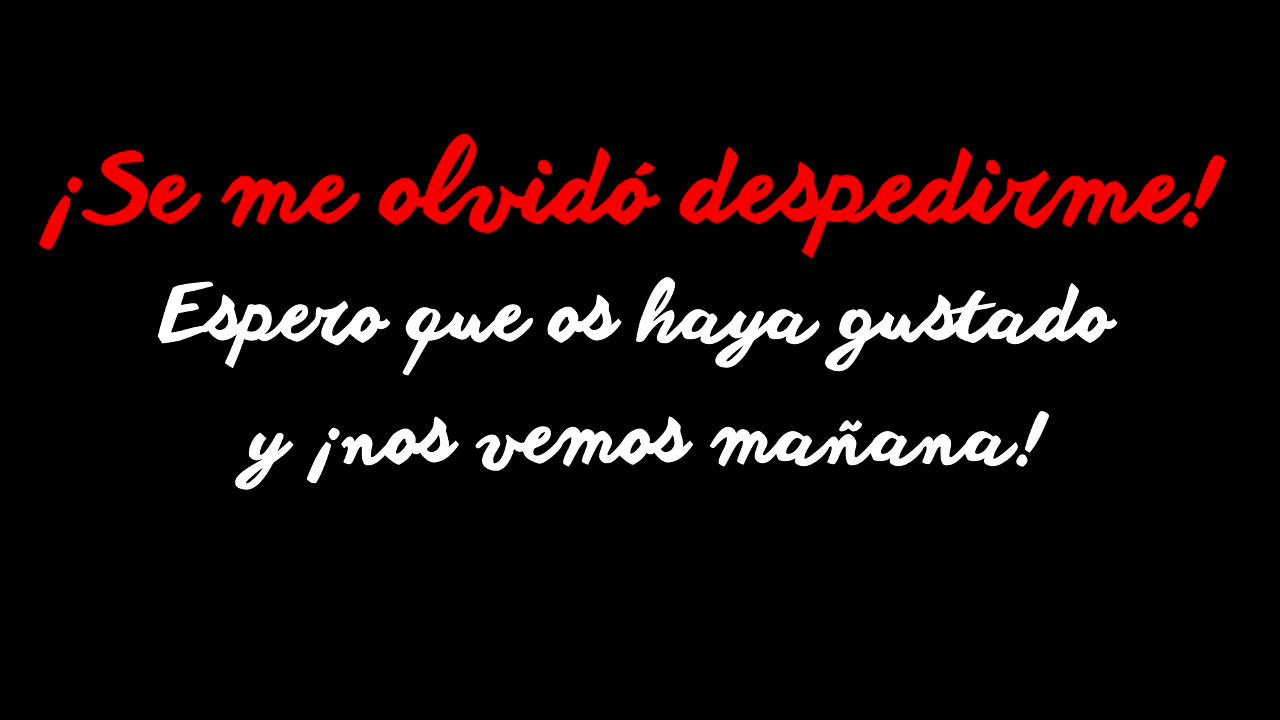 ¡Se me olvidó despedirme!
Espero que os haya gustado
y ¡nos vemos mañana!